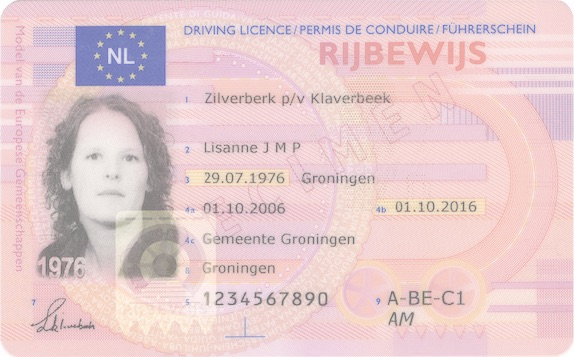 DRIVING LICENCE/PERMIS DE CONDUIRE/FÜHRERSCHEIN
NL
RIJBEWIJS
Model van de Europese Gemeenschappen
1 Zilverberk p/v Klaverbeek
2 Lisanne J M P
3 29.07.1976 Groningen
4a 01.10.2006 4b 01.10.2016
4c Gemeente Groningen
8 Groningen
5 1234567890 9 A-BE-C1
AM
1976
7
SPECIMEN